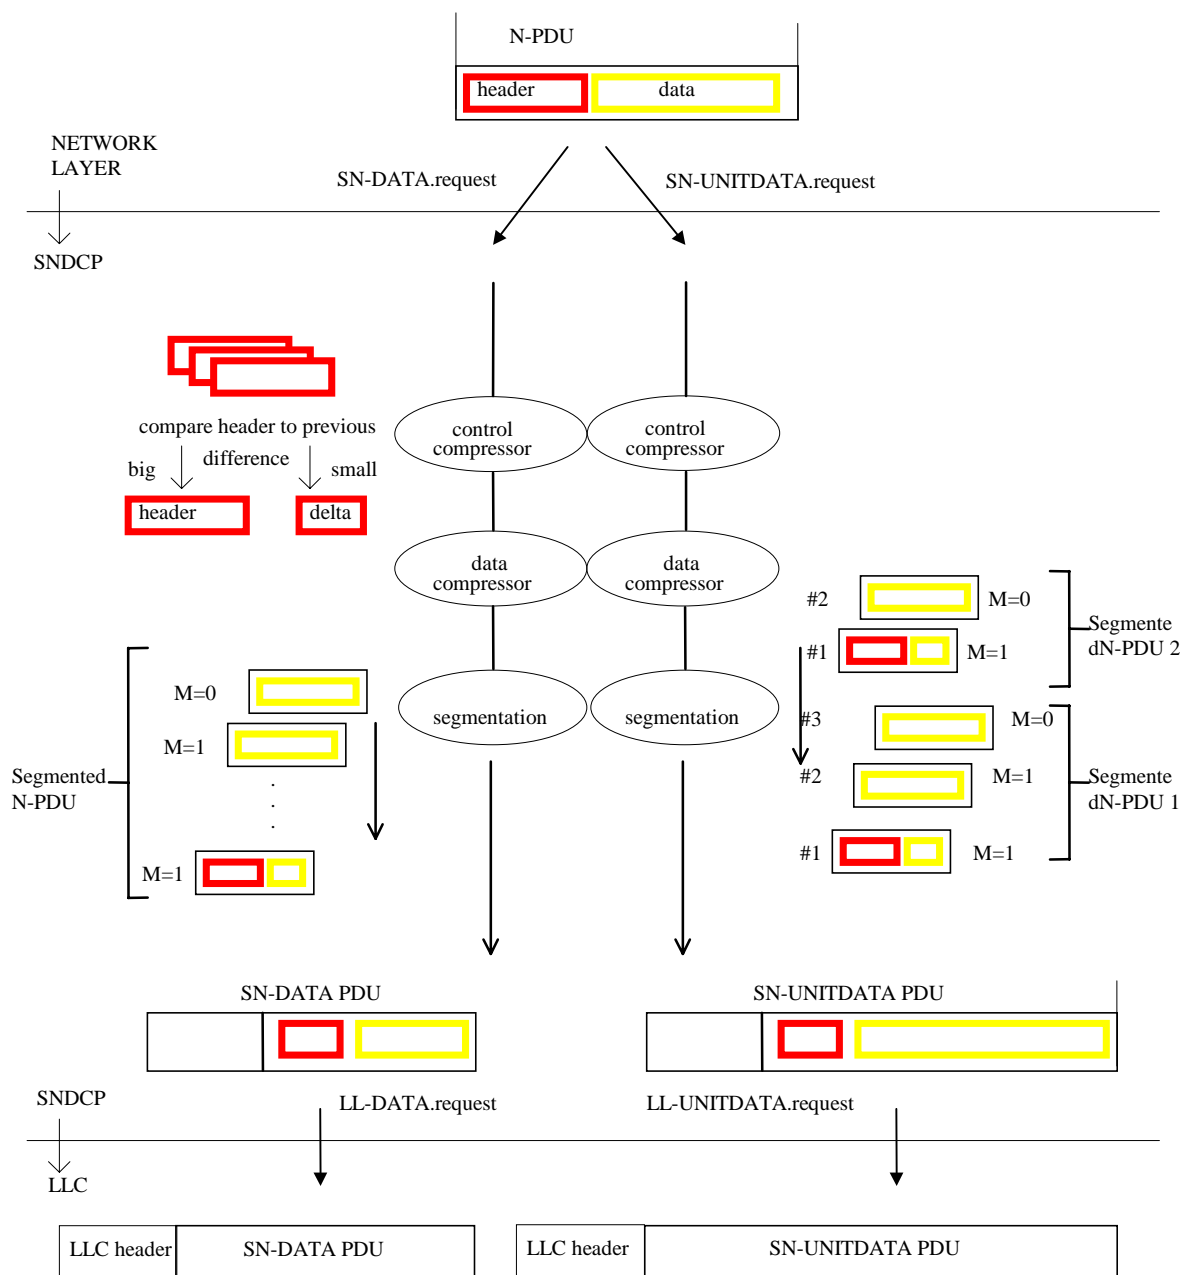 N-PDU
header data
NETWORK
LAYER
SN-DATA.request
SN-UNITDATA.request
SNDCP
compare header to previous
difference
big
small
header
delta
control
compressor
control
compressor
data
compressor
data
compressor
segmentation
segmentation
M=0
M=1
.
.
.
M=1
Segmented
N-PDU
#2 M=0
#1 M=1
Segmente
dN-PDU 2
#3 M=0
#2 M=1
#1 M=1
Segmente
dN-PDU 1
SN-DATA PDU
SN-UNITDATA PDU
SNDCP
LL-DATA.request
LL-UNITDATA.request
LLC
LLC header SN-DATA PDU
LLC header SN-UNITDATA PDU